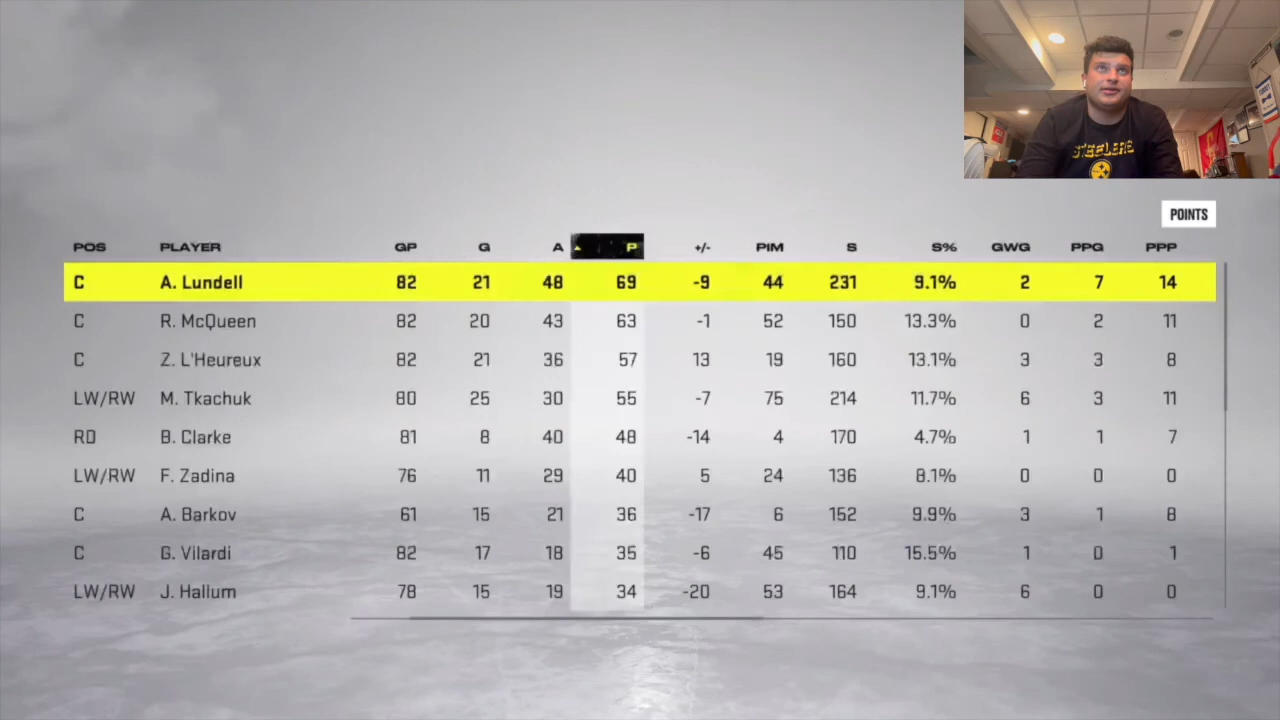 STEELERS
POINTS
POS PLAYER GP G A P +/- PIM S S% GWG PPG PPP
C A. Lundell 82 21 48 69 -9 44 231 9.1% 2 7 14
C R. McQueen 82 20 43 63 -1 52 150 13.3% 0 2 11
C Z. L'Heureux 82 21 36 57 13 19 160 13.1% 3 3 8
LW/RW M. Tkachuk 80 25 30 55 -7 75 214 11.7% 6 3 11
RD B. Clarke 81 8 40 48 -14 4 170 4.7% 1 1 7
LW/RW F. Zadina 76 11 29 40 5 24 136 8.1% 0 0 0
C A. Barkov 61 15 21 36 -17 6 152 9.9% 3 1 8
C G. Vilardi 82 17 18 35 -6 45 110 15.5% 1 0 1
LW/RW J. Hallum 78 15 19 34 -20 53 164 9.1% 6 0 0